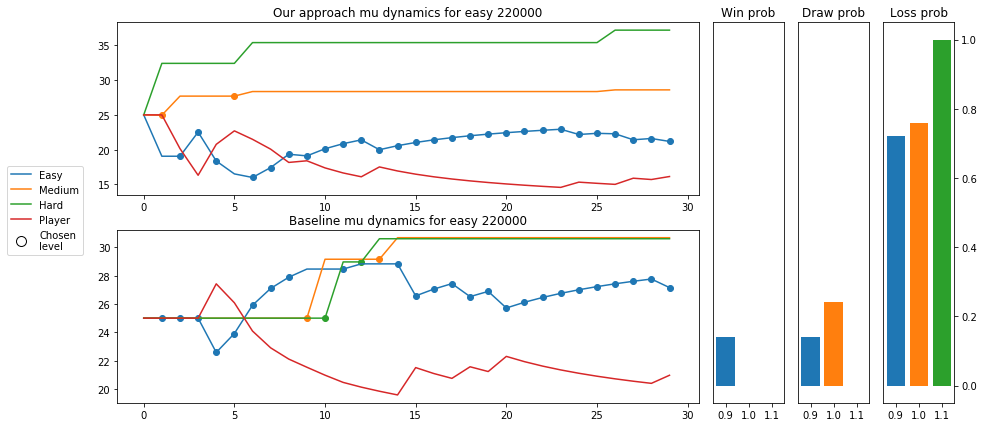 Our approach mu dynamics for easy 220000
Win prob
Draw prob
Loss prob
35
30
25
20
15
0 5 10 15 20 25 30
Easy
Medium
Hard
Player
Chosen
level
Baseline mu dynamics for easy 220000
30
28
26
24
22
20
0 5 10 15 20 25 30
0.9 1.0 1.1
0.9 1.0 1.1
0.9 1.0 1.1
1.0
0.8
0.6
0.4
0.2
0.0